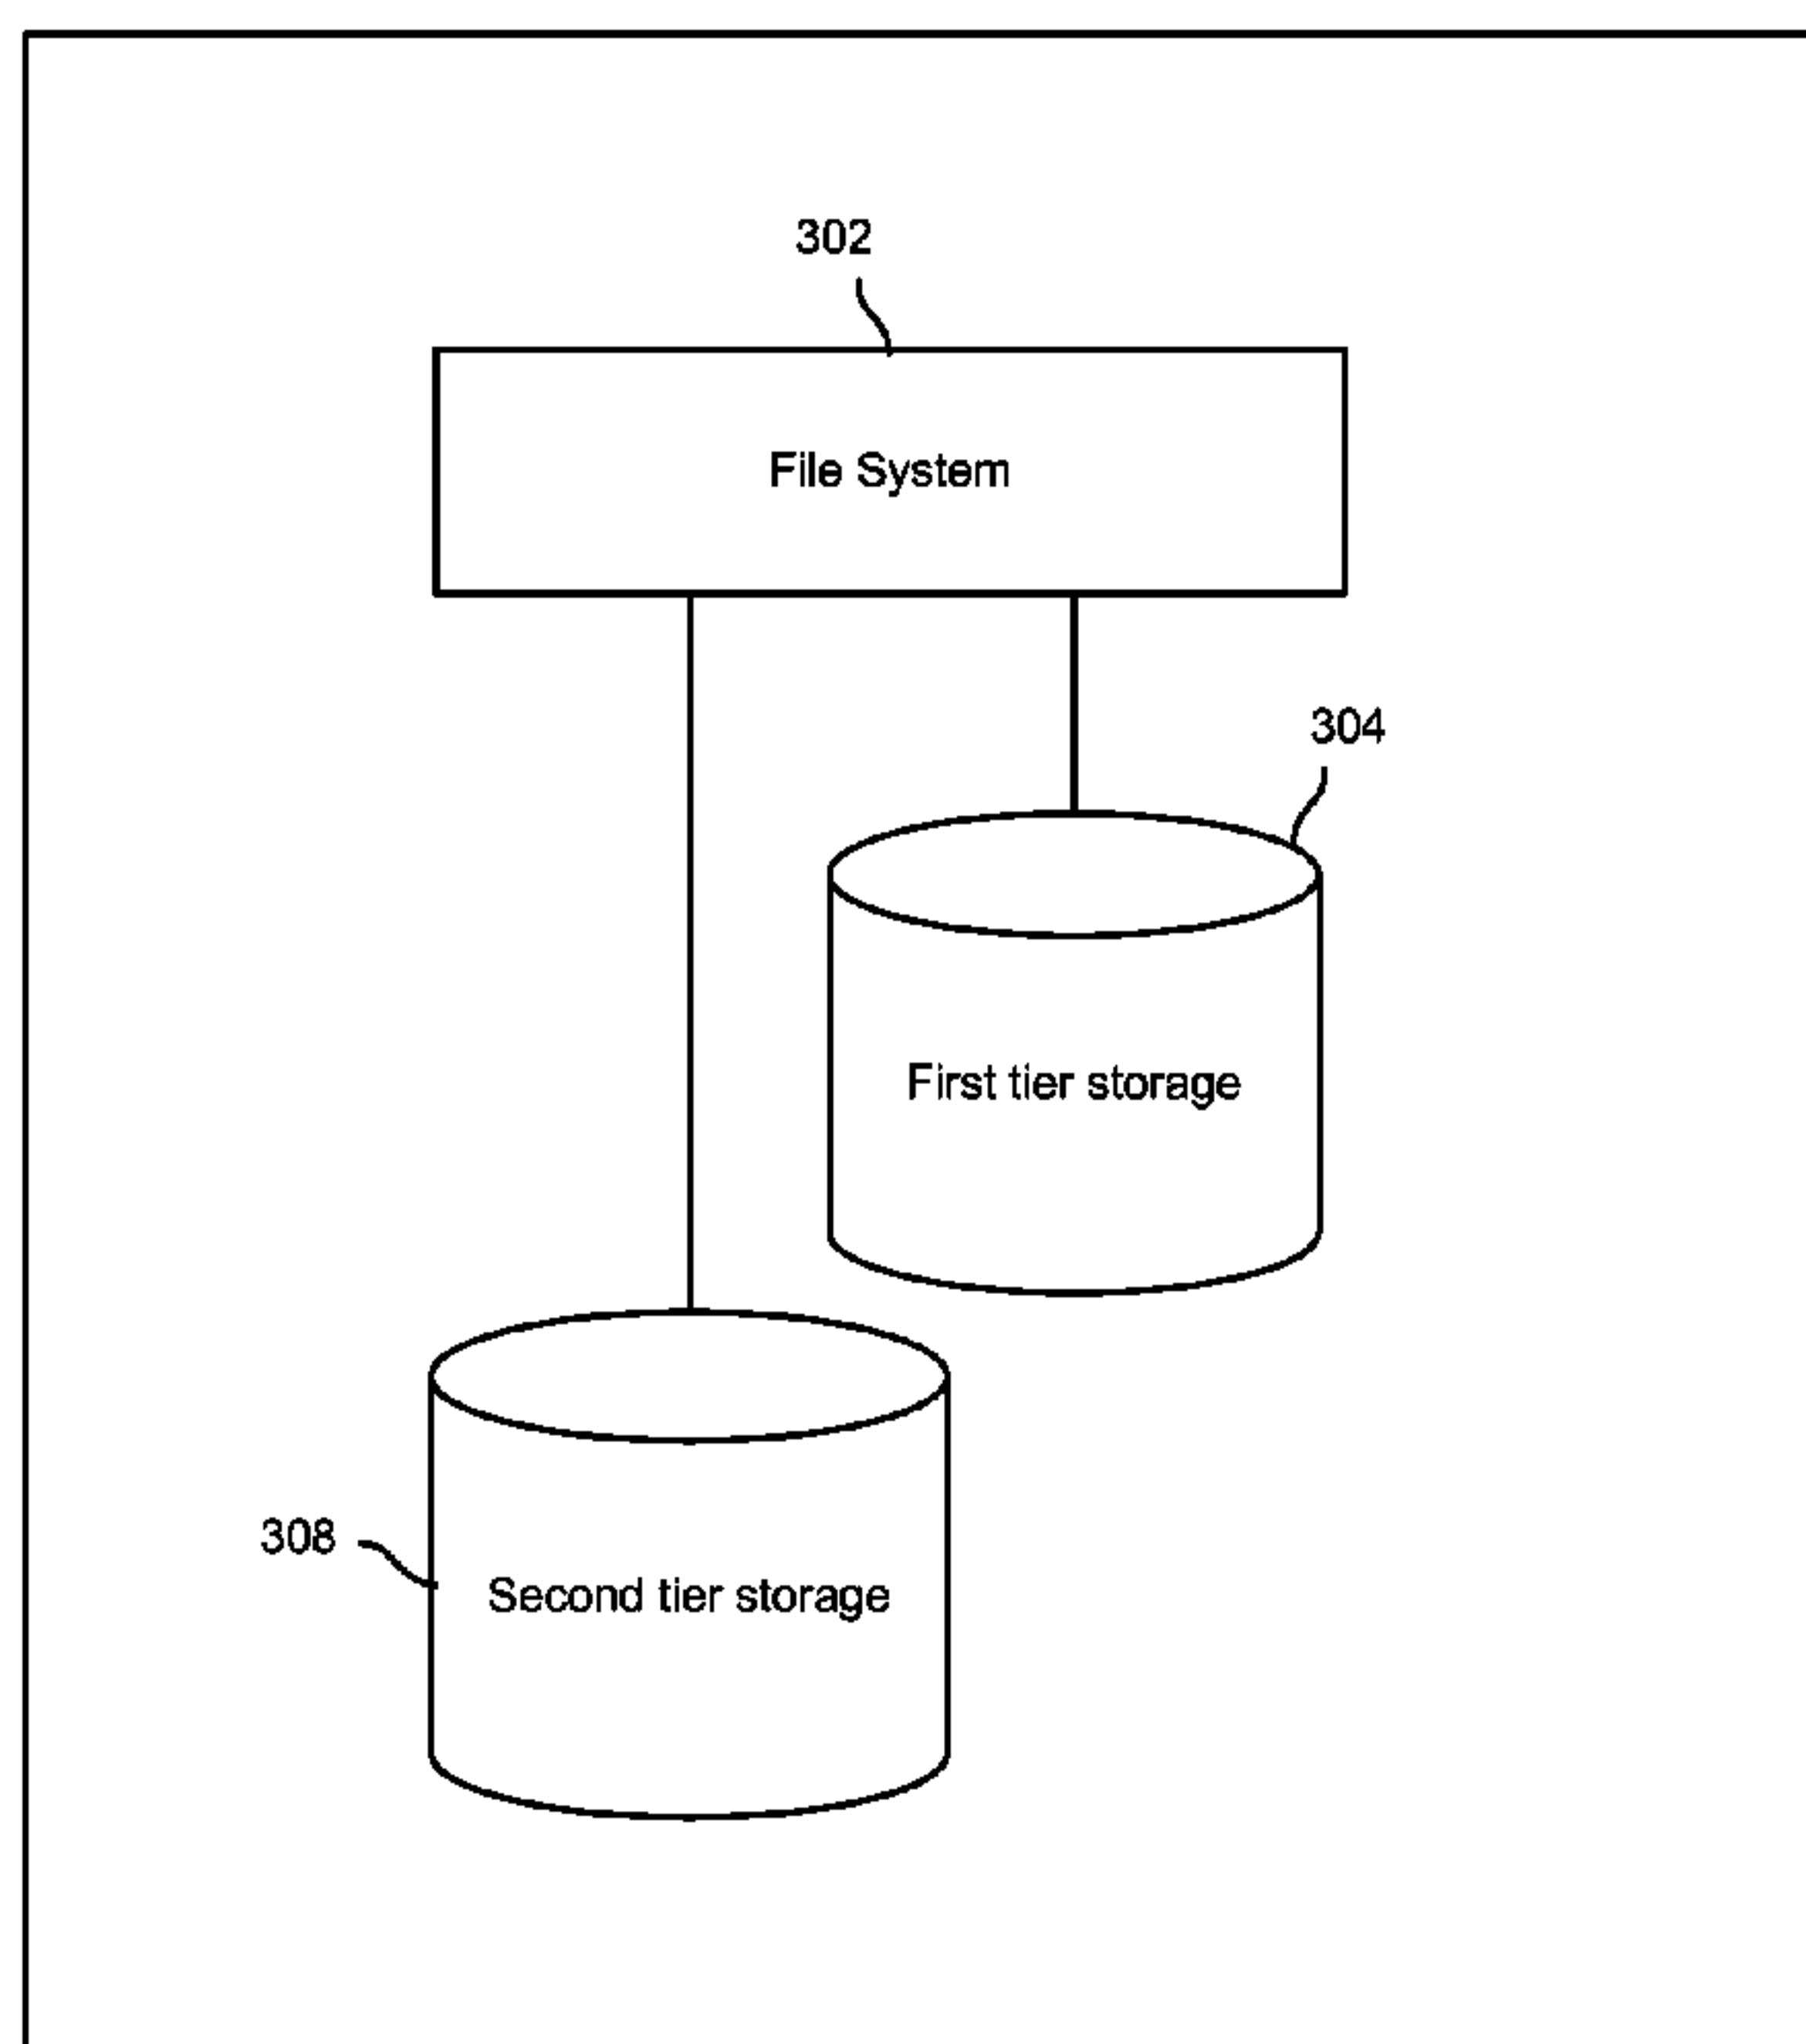 302
File System
304
First tier storage
308
Second tier storage